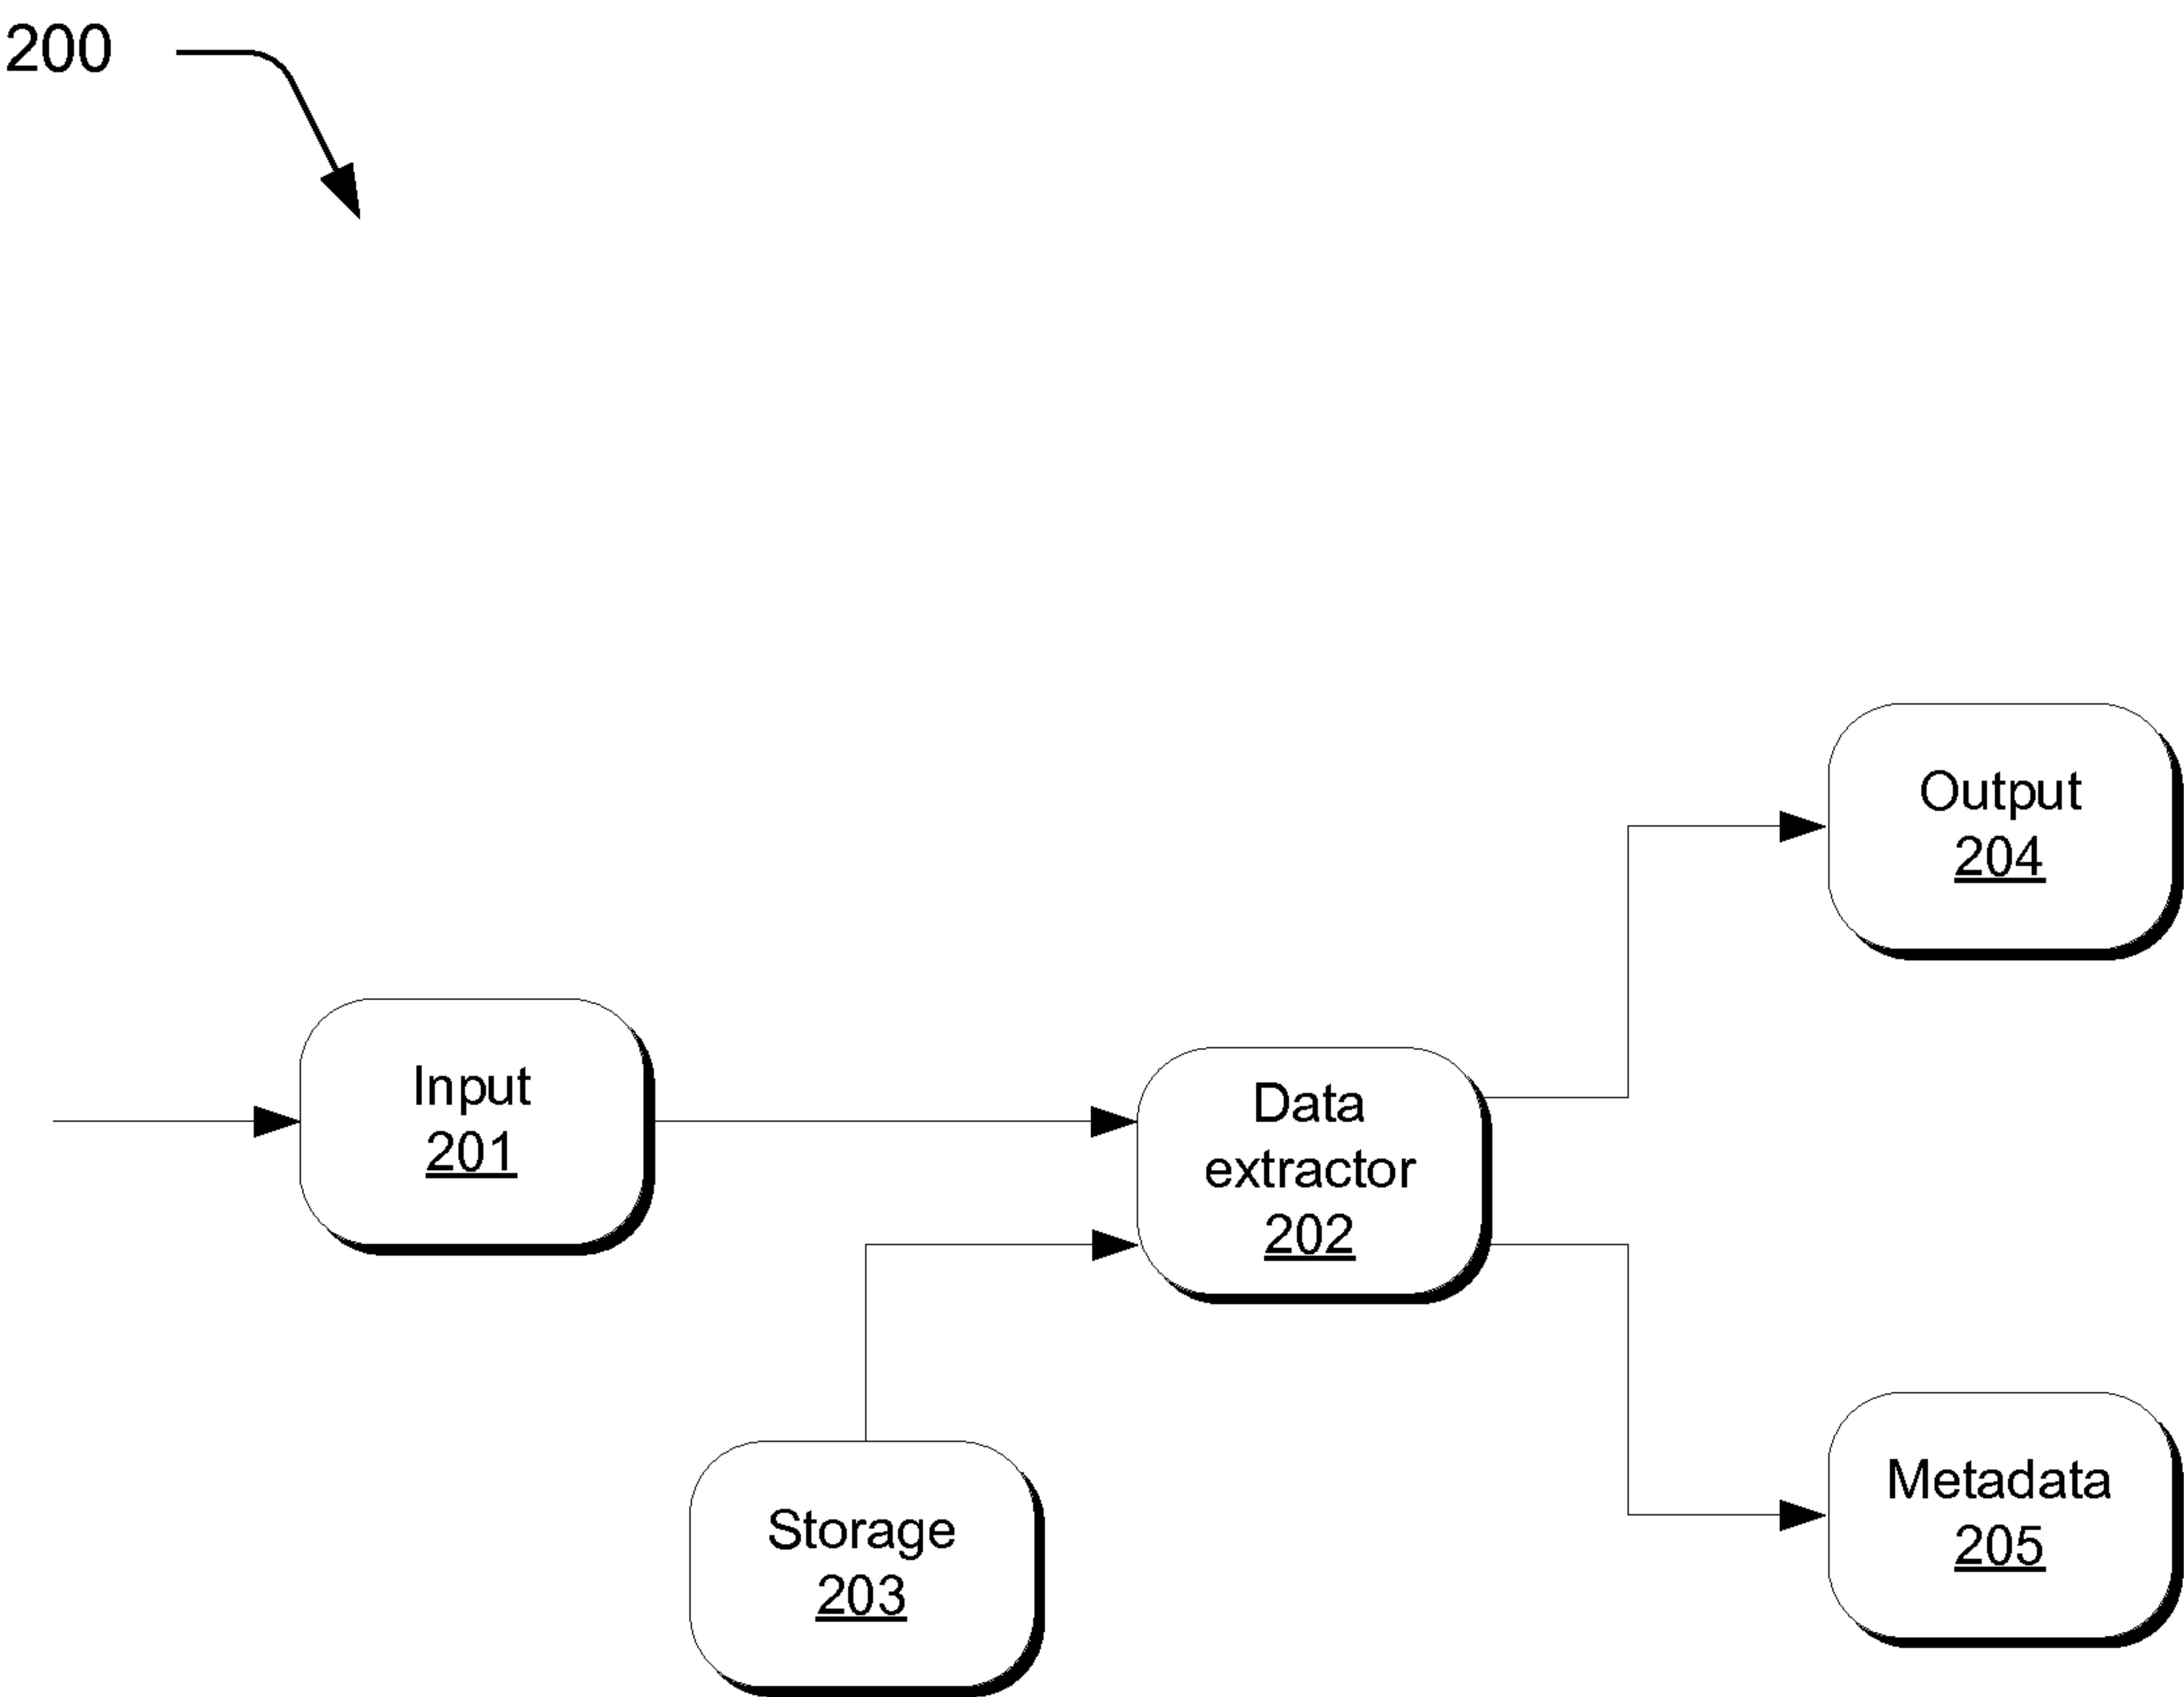 200
Output
204
Input
201
Data
extractor
202
Metadata
205
Storage
203